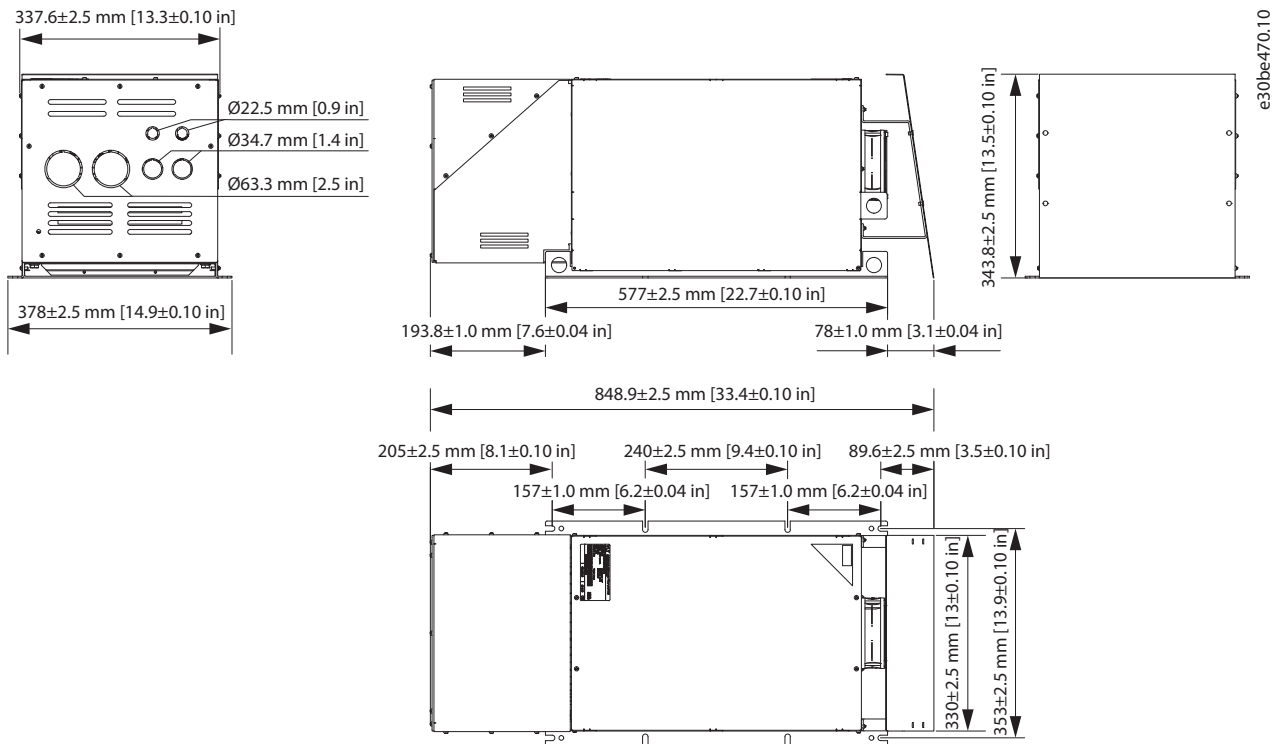 337.6±2.5 mm [13.3±0.10 in]
Ø22.5 mm [0.9 in]
Ø34.7 mm [1.4 in]
Ø63.3 mm [2.5 in]
378±2.5 mm [14.9±0.10 in]
577±2.5 mm [22.7±0.10 in]
193.8±1.0 mm [7.6±0.04 in]
78±1.0 mm [3.1±0.04 in]
343.8±2.5 mm [13.5±0.10 in]
e30be470.10
848.9±2.5 mm [33.4±0.10 in]
205±2.5 mm [8.1±0.10 in]
240±2.5 mm [9.4±0.10 in]
89.6±2.5 mm [3.5±0.10 in]
157±1.0 mm [6.2±0.04 in]
157±1.0 mm [6.2±0.04 in]
330±2.5 mm [13±0.10 in]
353±2.5 mm [13.9±0.10 in]